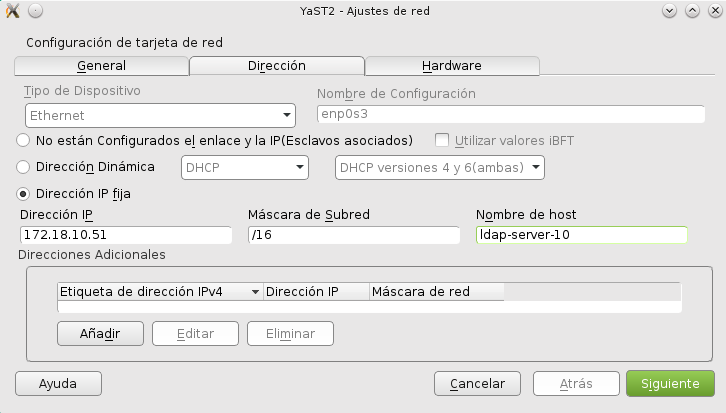 YaST2 - Ajustes de red
Configuración de tarjeta de red
General Dirección Hardware
Tipo de Dispositivo Nombre de Configuración
Ethernet enp0s3
No están Configurados el enlace y la IP(Esclavos asociados) Utilizar valores iBFT
Dirección Dinámica DHCP DHCP versiones 4 y 6(ambas)
Dirección IP fija
Dirección IP Máscara de Subred Nombre de host
172.18.10.51 /16 ldap-server-10
Direcciones Adicionales
Etiqueta de dirección IPv4 Dirección IP Máscara de red
Añadir Editar Eliminar
Ayuda Cancelar Atrás Siguiente